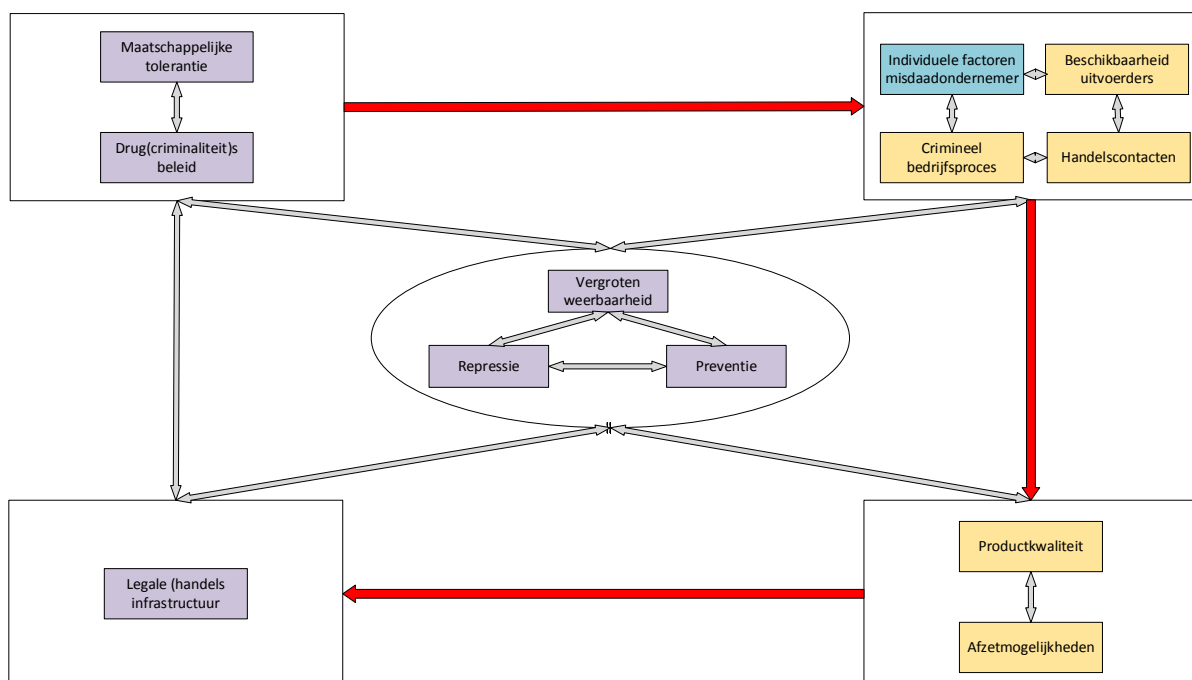 Maatschappelijke
tolerantie
Drug(criminaliteit)s
beleid
Individuele factoren
misdaadondernemer
Beschikbaarheid
uitvoerders
Crimineel
bedrijfsproces
Handelscontacten
Vergroten
weerbaarheid
Repressie
Preventie
Legale (handels
infrastructuur
Productkwaliteit
Afzetmogelijkheden